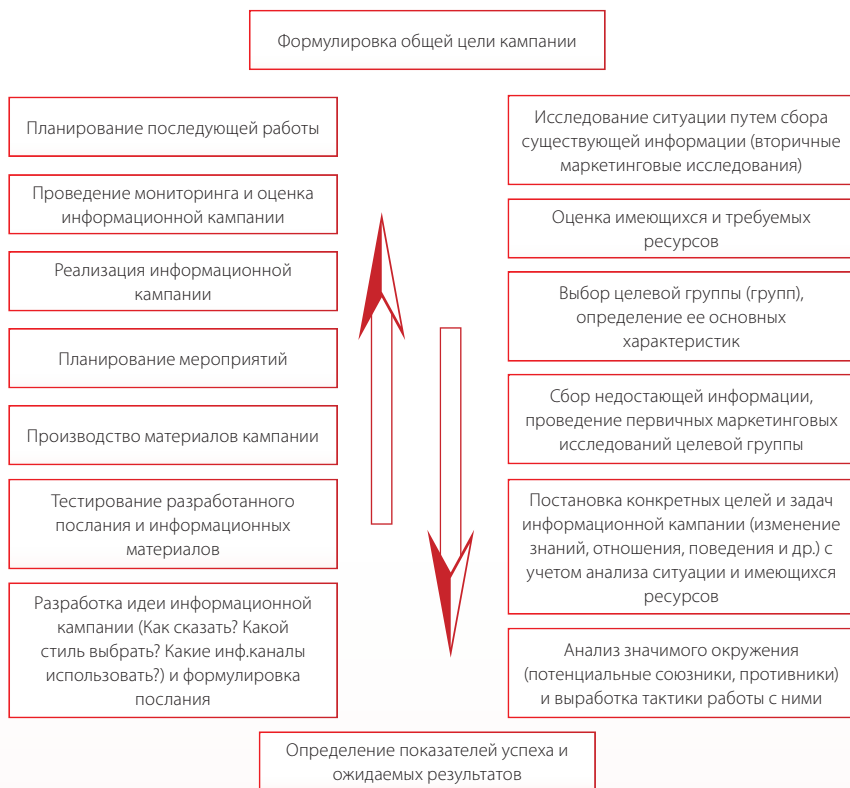 Формулировка общей цели кампании
Планирование последующей работы
Проведение мониторинга и оценка
информационной кампании
Реализация информационной
кампании
Планирование мероприятий
Производство материалов кампании
Тестирование разработанного
послания и информационных
материалов
Разработка идеи информационной
кампании (Как сказать? Какой
стиль выбрать? Какие инф.каналы
использовать?) и формулировка
послания
Исследование ситуации путем сбора
существующей информации (вторичные
маркетинговые исследования)
Оценка имеющихся и требуемых
ресурсов
Выбор целевой группы (групп),
определение ее основных
характеристик
Сбор недостающей информации,
проведение первичных маркетинговых
исследований целевой группы
Постановка конкретных целей и задач
информационной кампании (изменение
знаний, отношения, поведения и др.) с
учетом анализа ситуации и имеющихся
ресурсов
Анализ значимого окружения
(потенциальные союзники, противники)
и выработка тактики работы с ними
Определение показателей успеха и
ожидаемых результатов